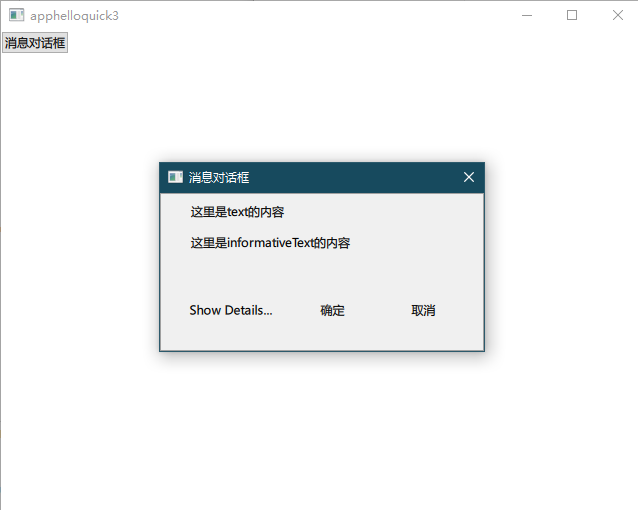 apphelloquick3
消息对话框
消息对话框
这里是text的内容
这里是informativeText的内容
Show Details... 确定 取消